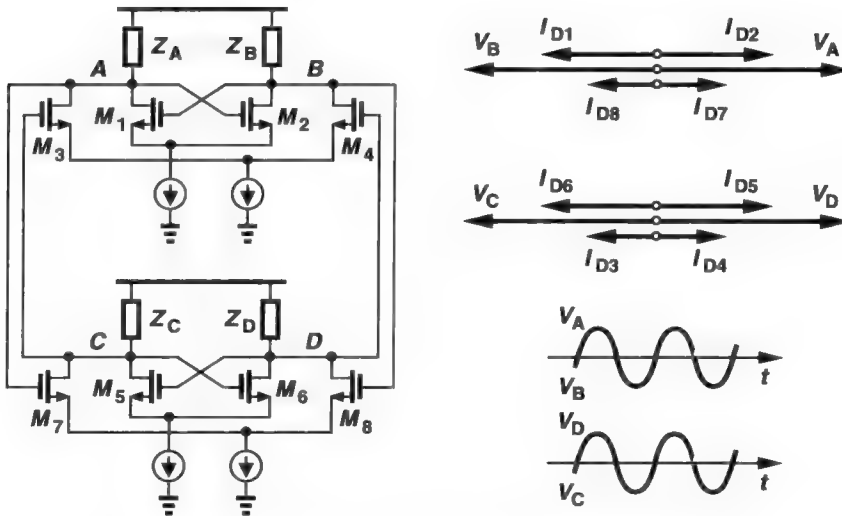 Z_A Z_B
A B
M_1 M_2
M_3 M_4
Z_C Z_D
C D
M_5 M_6
M_7 M_8
I_D1 I_D2
V_B V_A
I_D8 I_D7
I_D6 I_D5
V_C V_D
I_D3 I_D4
V_A
V_B t
V_D
V_C t